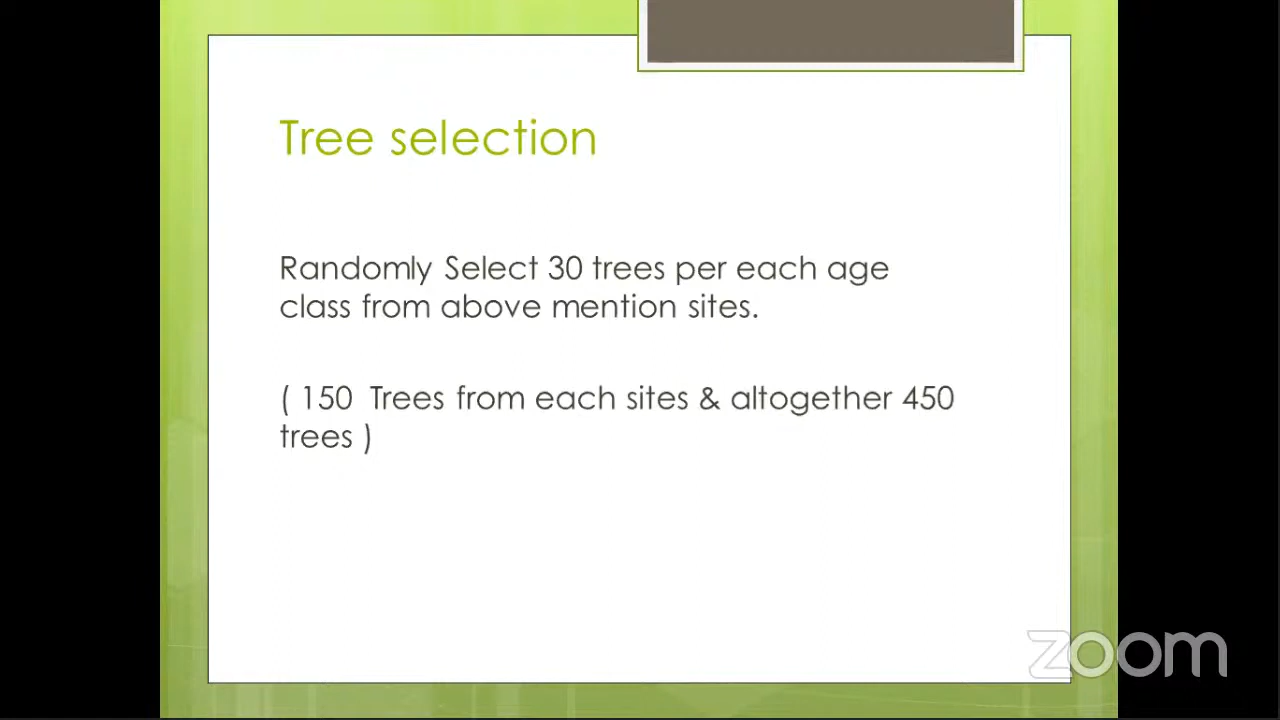 Tree selection
Randomly Select 30 trees per each age
class from above mention sites.
( 150 Trees from each sites & altogether 450
trees )
zoom